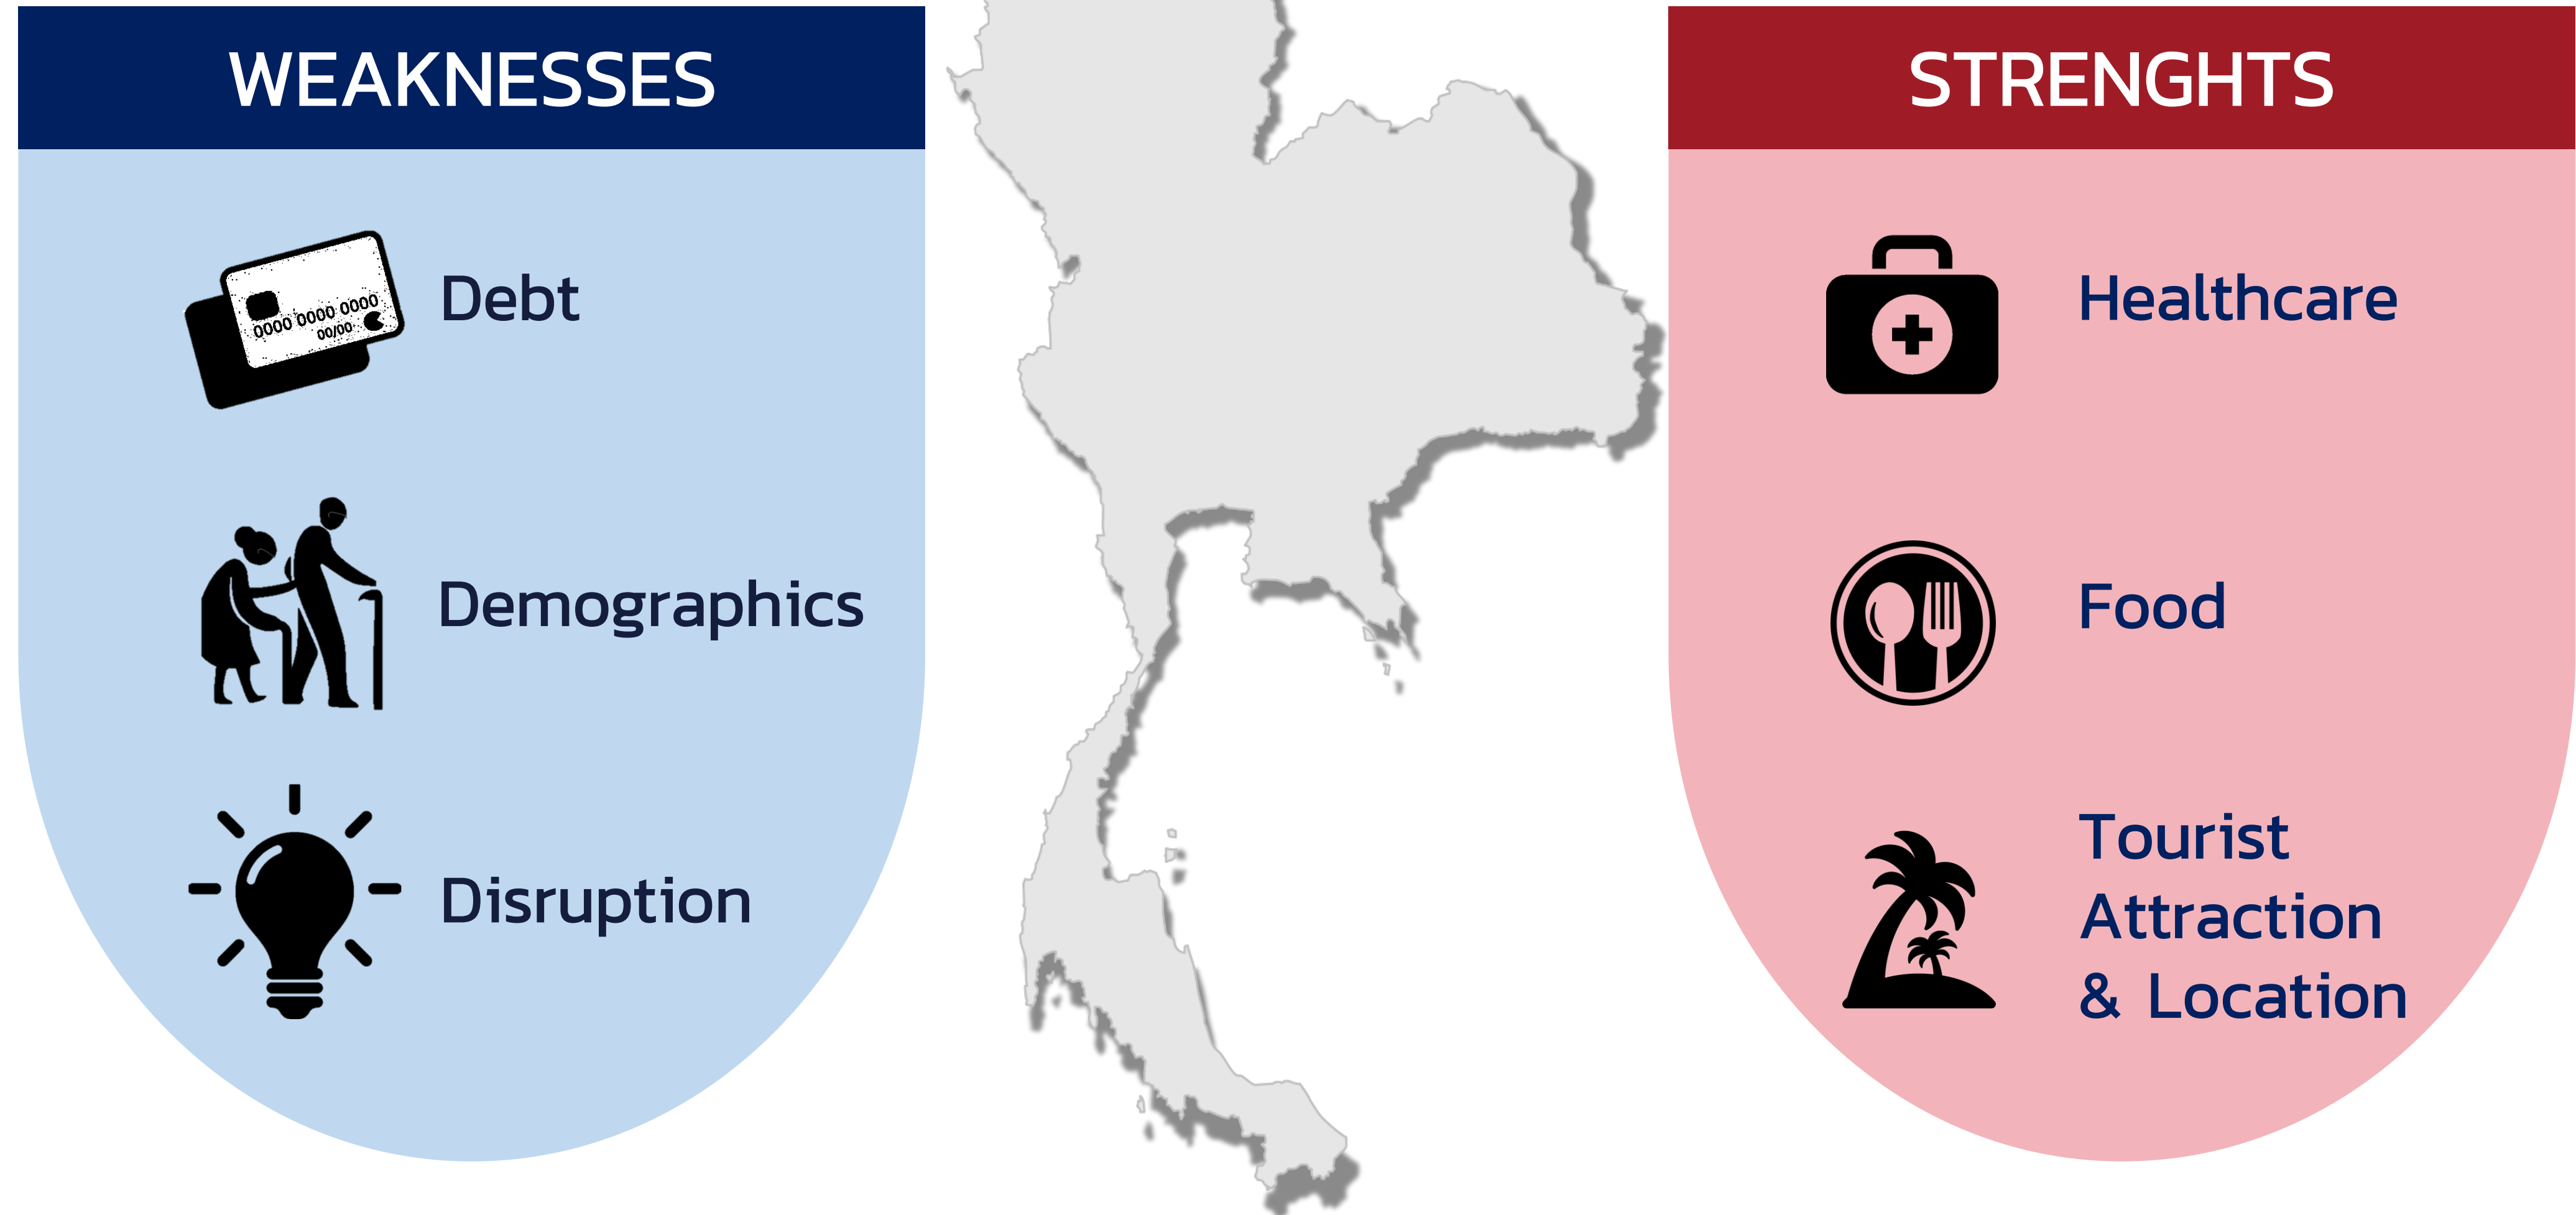 WEAKNESSES
Debt
0000 0000 0000
00/00
Demographics
Disruption
STRENGHTS
Healthcare
Food
Tourist
Attraction
& Location